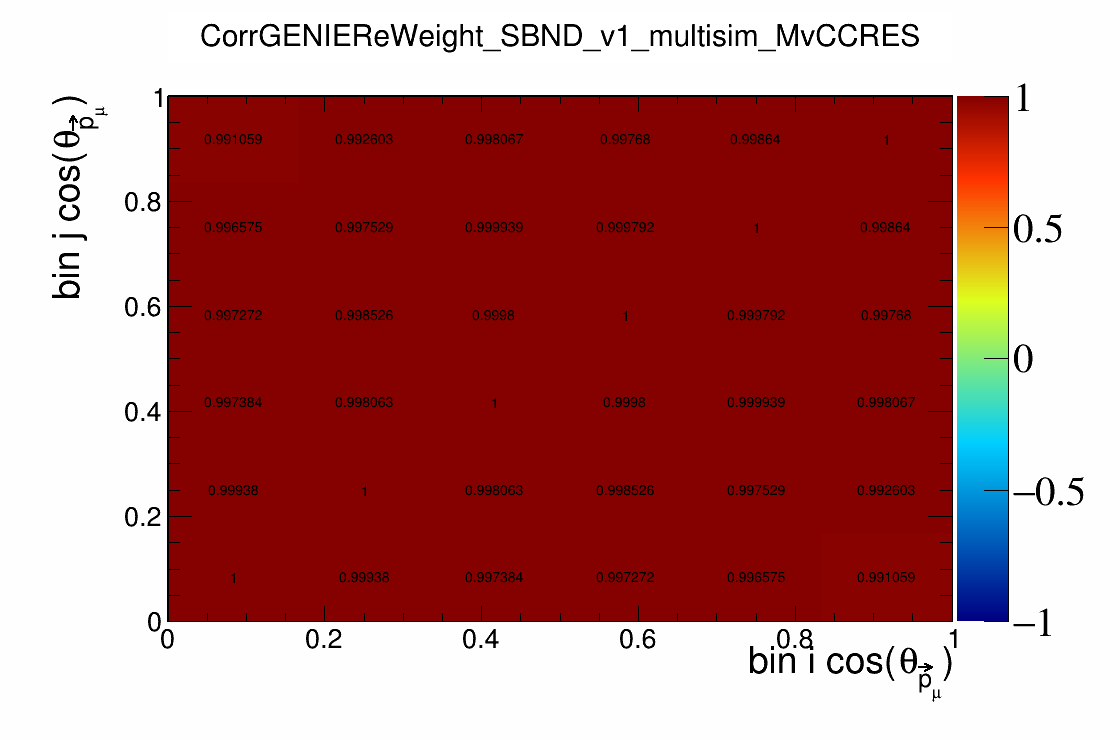 CorrGENIEReWeight_SBND_v1_multisim_MvCCRES
bin j cos(θp⃗μ)
1
0.8
0.6
0.4
0.2
0
0.991059 0.992603 0.998067 0.99768 0.99864 1
0.996575 0.997529 0.999939 0.999792 1 0.99864
0.997272 0.998526 0.9998 1 0.999792 0.99768
0.997384 0.998063 1 0.9998 0.999939 0.998067
0.99938 1 0.998063 0.998526 0.997529 0.992603
1 0.99938 0.997384 0.997272 0.996575 0.991059
1
0.5
0
−0.5
−1
0 0.2 0.4 0.6 0.8 1
bin i cos(θp⃗μ)